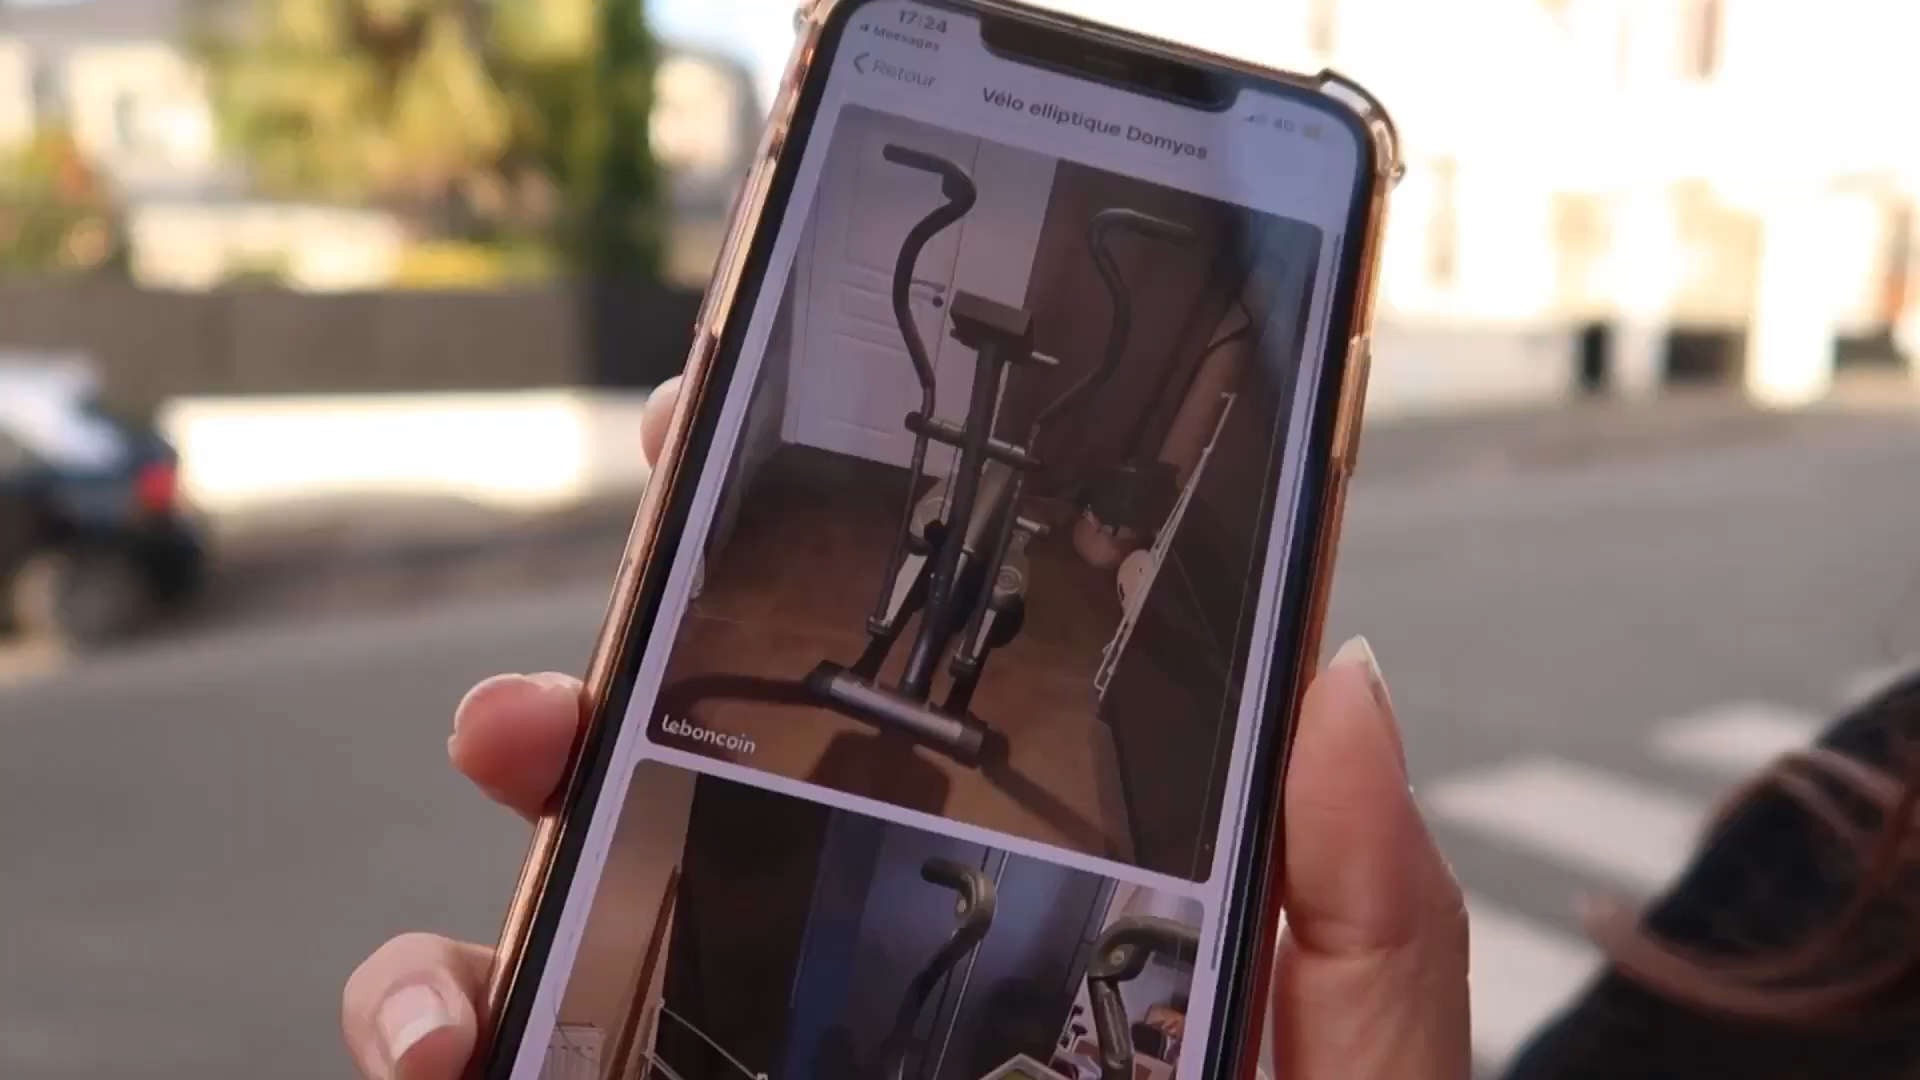 17:24
Messages
Retour
4G
Vélo elliptique Domyos
leboncoin